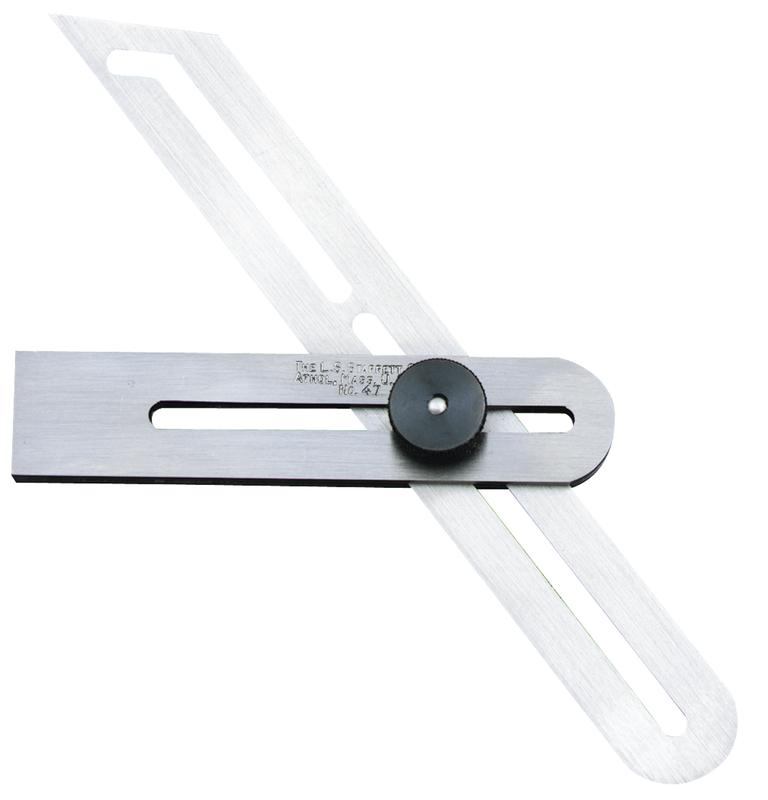 THE L.S. STARRETT
ATHOL, MASS. U.
No. 47